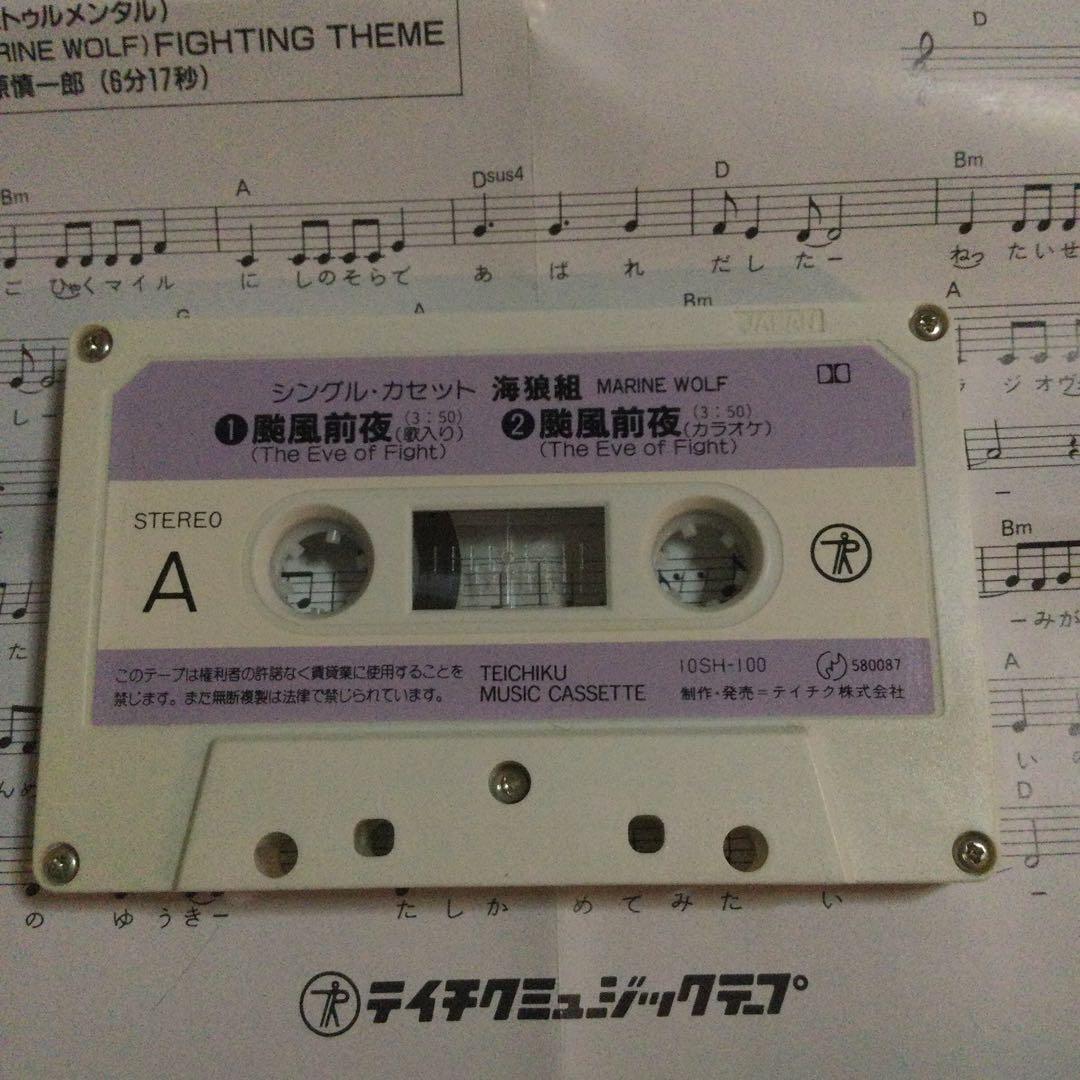 トゥルメンタル)
RINE WOLF)FIGHTING THEME
原慎一郎 (6分17秒)
D
Bm A Dsus4 D Bm
こ ひゃくマイル に しのそらで あ ば れ だ し た ー ねっ たいせ
G A Bm A
し ー
ジ オ ヴ
シングル・カセット 海狼組 MARINE WOLF
❶颱風前夜(3:50)(歌入り) ❷颱風前夜(3:50)(カラオケ)
(The Eve of Fight) (The Eve of Fight)
STEREO
A
Bm
ー みが
た
A
このテープは権利者の許諾なく賃貸業に使用することを
禁じます。また無断複製は法律で禁じられています。
TEICHIKU
MUSIC CASSETTE
10SH-100 580087
制作・発売=テイチク株式会社
い
んめ
D
の ゆ う き ー た し か め て み た い
テイチクミュージックテープ